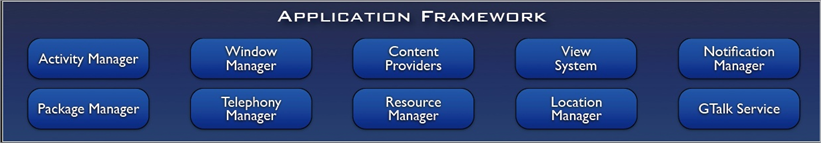 APPLICATION FRAMEWORK
Activity Manager
Window
Manager
Content
Providers
View
System
Notification
Manager
Package Manager
Telephony
Manager
Resource
Manager
Location
Manager
GTalk Service